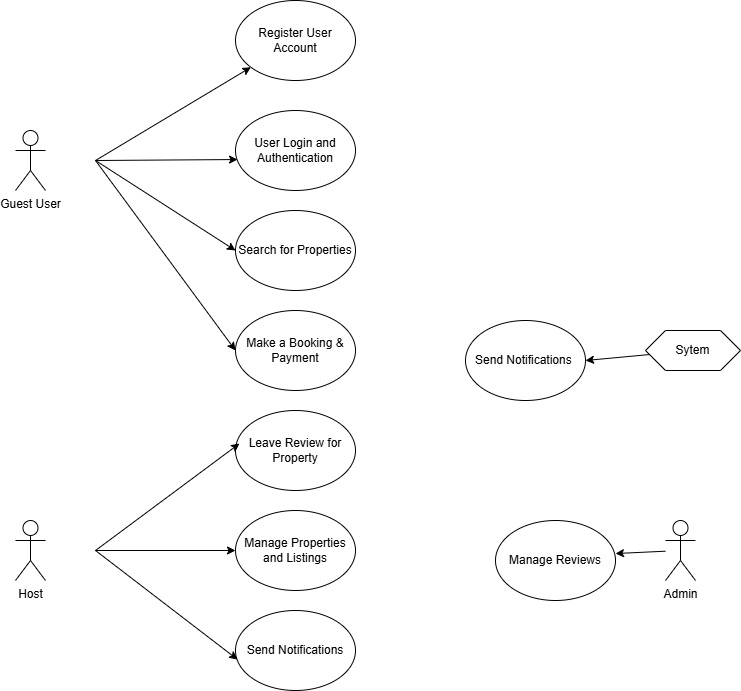 Register User
Account
User Login and
Authentication
Guest User
Search for Properties
Make a Booking &
Payment
Send Notifications
Sytem
Leave Review for
Property
Manage Properties
and Listings
Manage Reviews
Host
Admin
Send Notifications